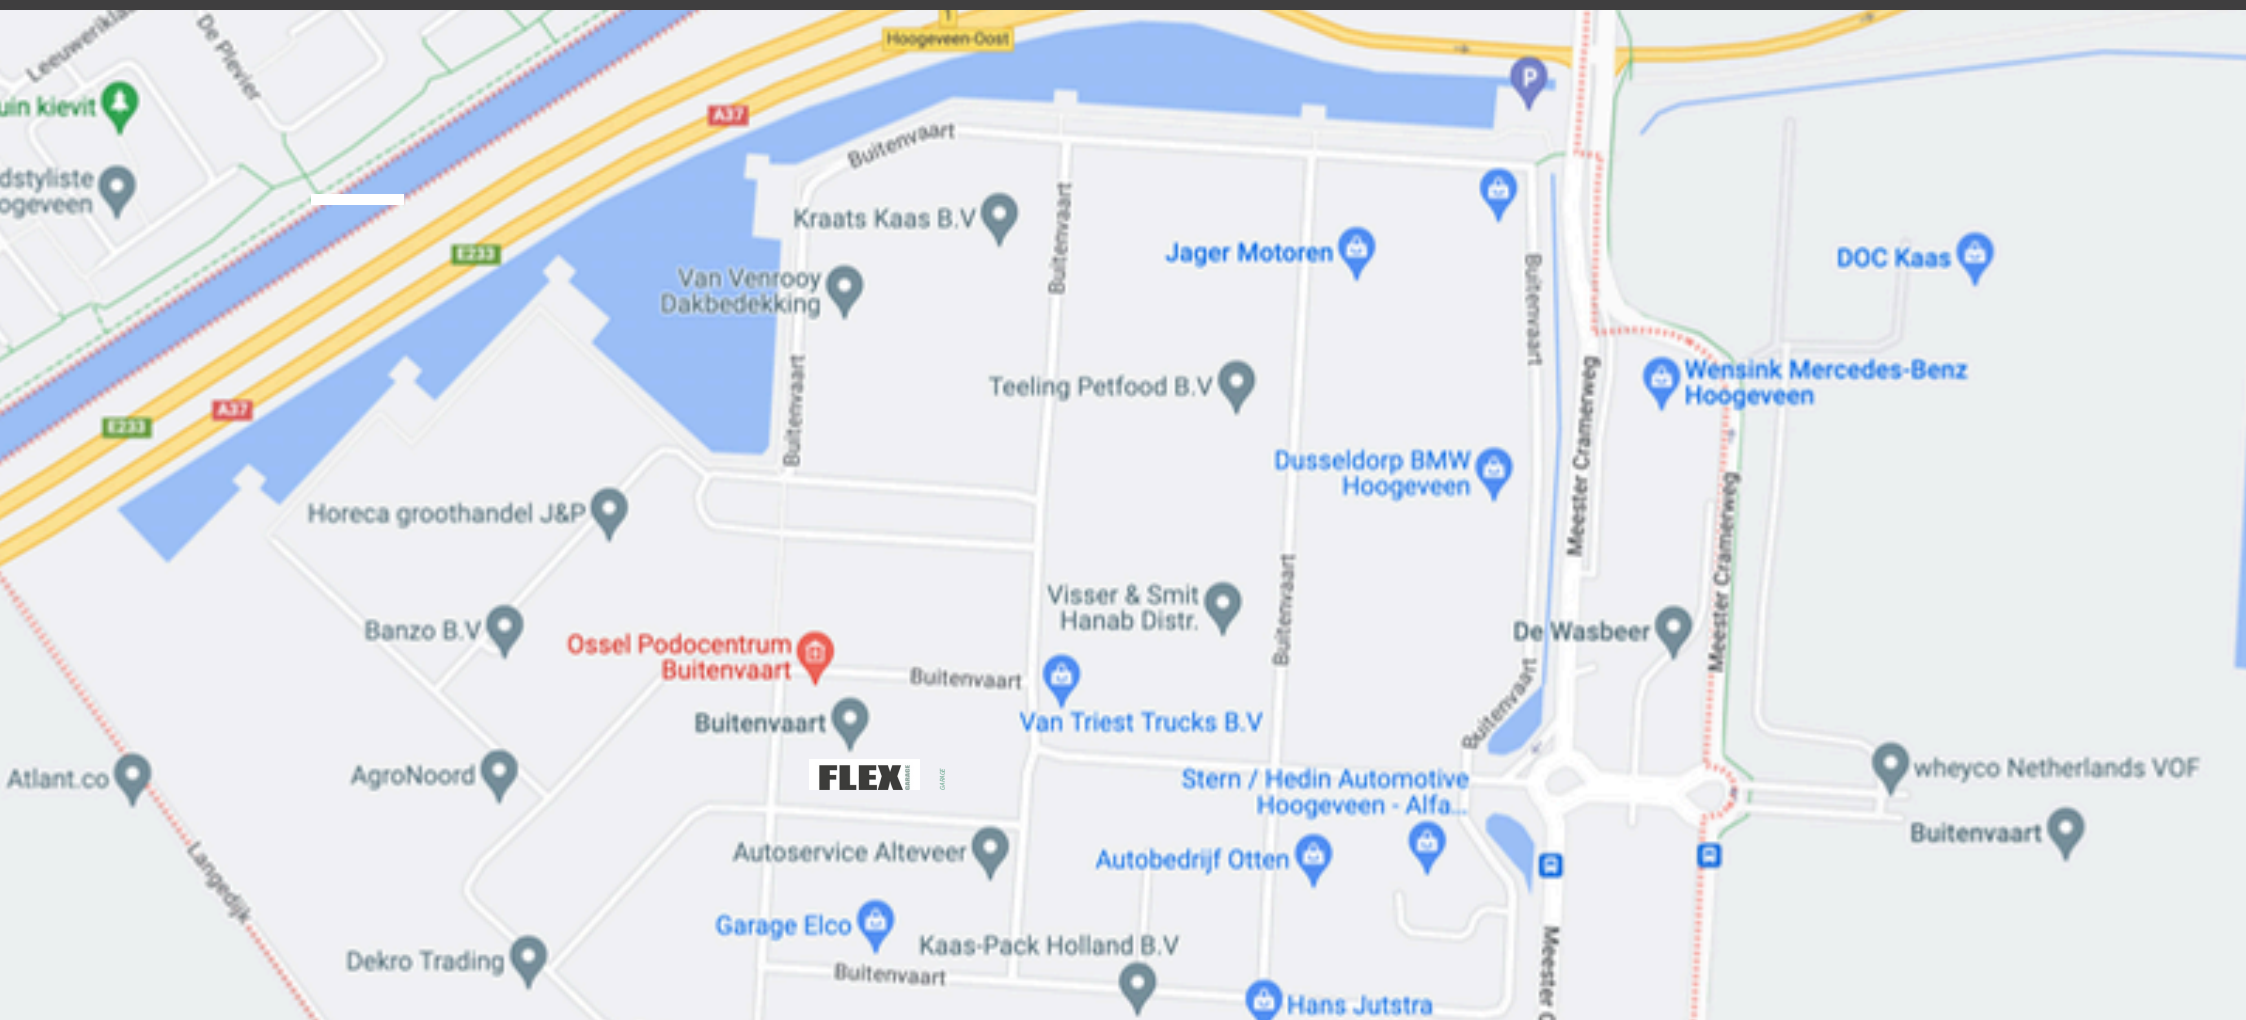 Leeuwerikla
De Plevier
1
Hoogeveen-Oost
P
uin kievit
A37
Buitenvaart
dstyliste
ogeveen
Kraats Kaas B.V
Buitenvaart
Jager Motoren
Buitenvaart
DOC Kaas
E233
Van Venrooy
Dakbedekking
Teeling Petfood B.V
Wensink Mercedes-Benz
Hoogeveen
A37
E233
Buitenvaart
Meester Cramerweg
Dusseldorp BMW
Hoogeveen
Horeca groothandel J&P
Meester Cramerweg
Banzo B.V
Visser & Smit
Hanab Distr.
Buitenvaart
De Wasbeer
Ossel Podocentrum
Buitenvaart
Buitenvaart
Buitenvaart
Buitenvaart
Van Triest Trucks B.V
Atlant.co
AgroNoord
FLEX
GARAGE
GARAGE
Stern / Hedin Automotive
Hoogeveen - Alfa...
wheyco Netherlands VOF
Buitenvaart
Autoservice Alteveer
Autobedrijf Otten
Langedijk
Garage Elco
Kaas-Pack Holland B.V
Dekro Trading
Buitenvaart
Meester C
Hans Jutstra